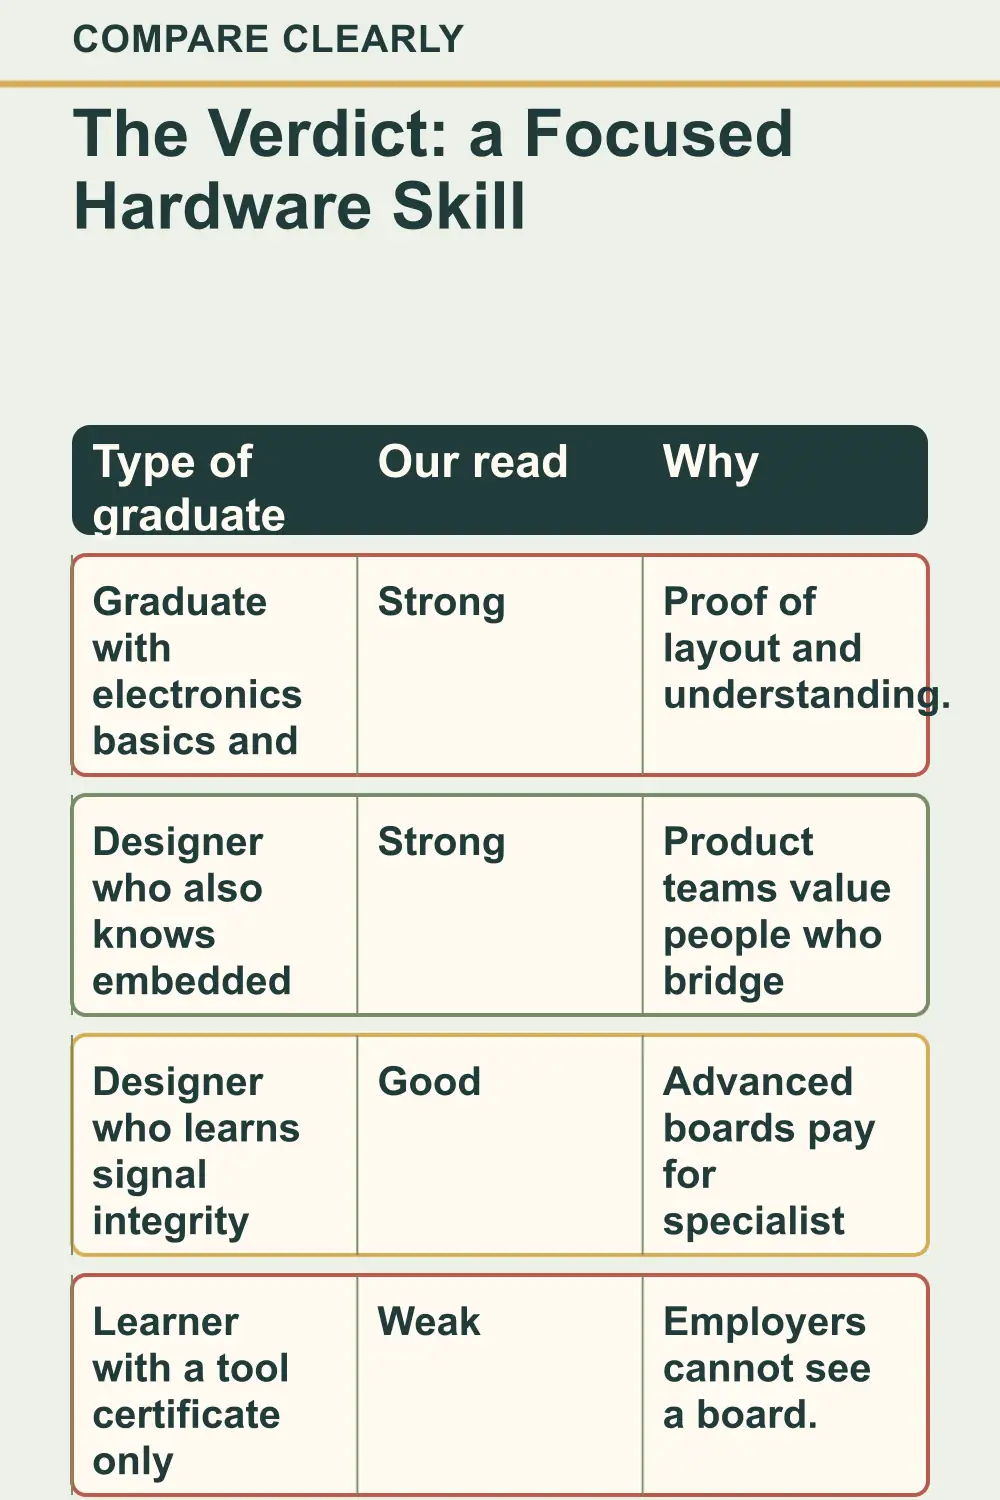 COMPARE CLEARLY
The Verdict: a Focused
Hardware Skill
Type of
graduate
Our read
Why
Graduate
with
electronics
basics and
Strong
Proof of
layout and
understanding.
Designer
who also
knows
embedded
Strong
Product
teams value
people who
bridge
Designer
who learns
signal
integrity
Good
Advanced
boards pay
for
specialist
Learner
with a tool
certificate
only
Weak
Employers
cannot see
a board.